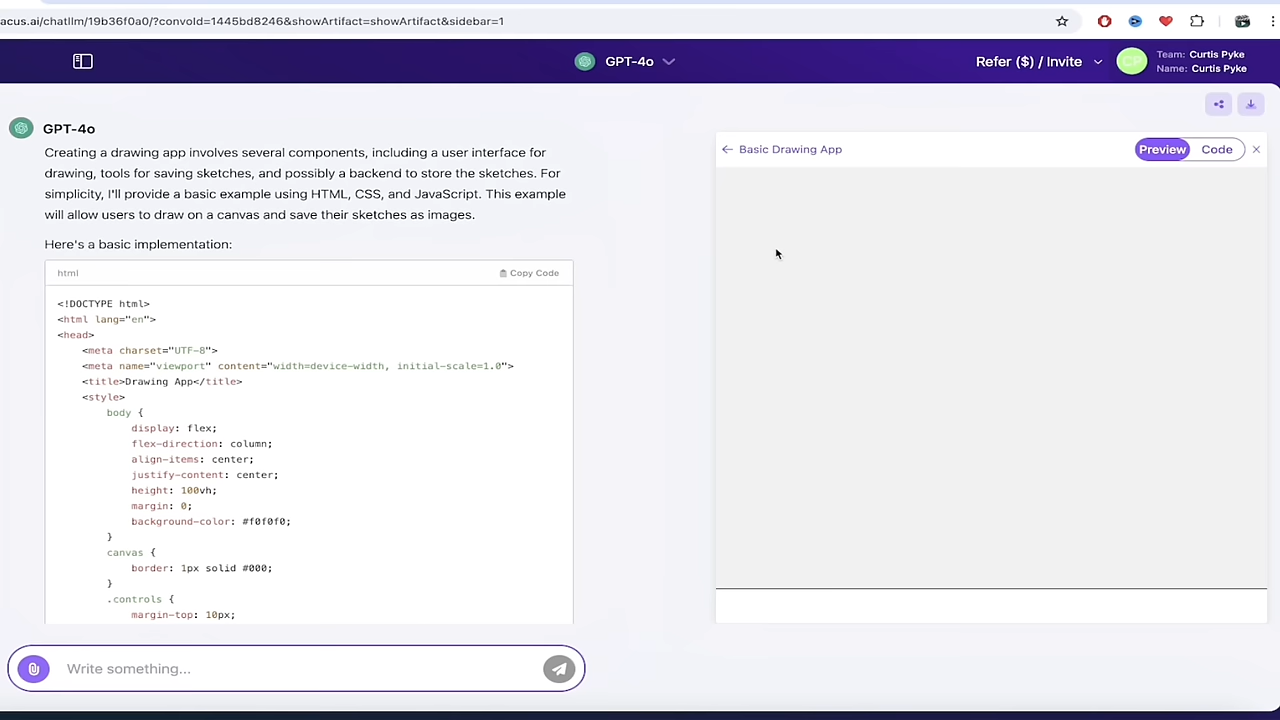 acus.ai/chatllm/19b36f0a0/?convoId=1445bd8246&showArtifact=showArtifact&sidebar=1
GPT-4o
Refer ($) / Invite
CP
Team: Curtis Pyke
Name: Curtis Pyke
GPT-4o
Creating a drawing app involves several components, including a user interface for
drawing, tools for saving sketches, and possibly a backend to store the sketches. For
simplicity, I'll provide a basic example using HTML, CSS, and JavaScript. This example
will allow users to draw on a canvas and save their sketches as images.
Here's a basic implementation:
html Copy Code
<!DOCTYPE html>
<html lang="en">
<head>
<meta charset="UTF-8">
<meta name="viewport" content="width=device-width, initial-scale=1.0">
<title>Drawing App</title>
<style>
body {
display: flex;
flex-direction: column;
align-items: center;
justify-content: center;
height: 100vh;
margin: 0;
background-color: #f0f0f0;
}
canvas {
border: 1px solid #000;
}
.controls {
margin-top: 10px;
Write something...
Basic Drawing App
Preview Code